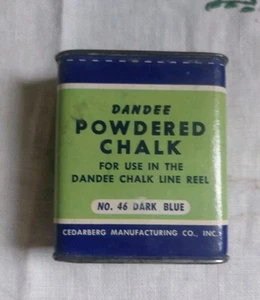 DANDEE
POWDERED
CHALK
FOR USE IN THE
DANDEE CHALK LINE REEL
NO. 46 DARK BLUE
CEDARBERG MANUFACTURING CO., INC.